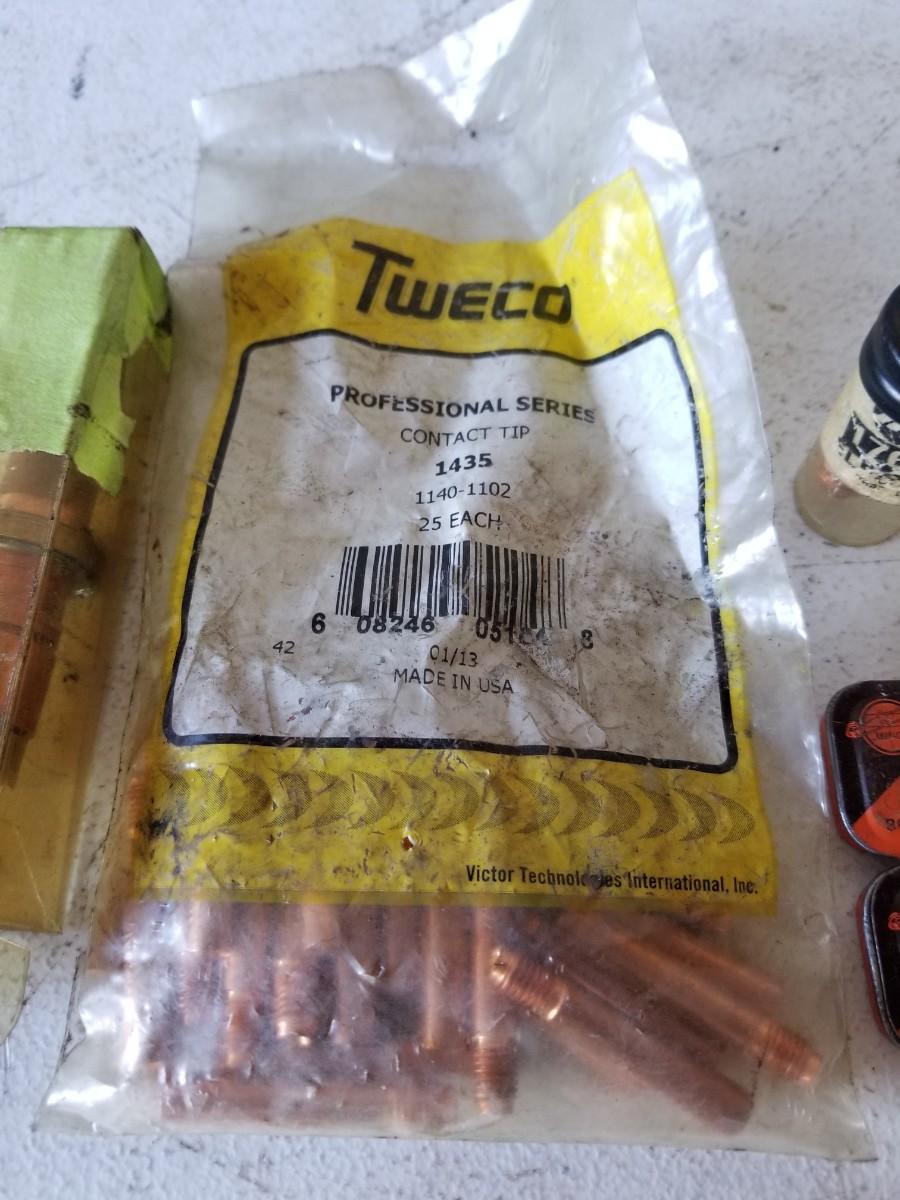 TWECO
PROFESSIONAL SERIES
CONTACT TIP
1435
1140-1102
25 EACH
6 08246 8
42
01/13
MADE IN USA
Victor Technologies International, Inc.